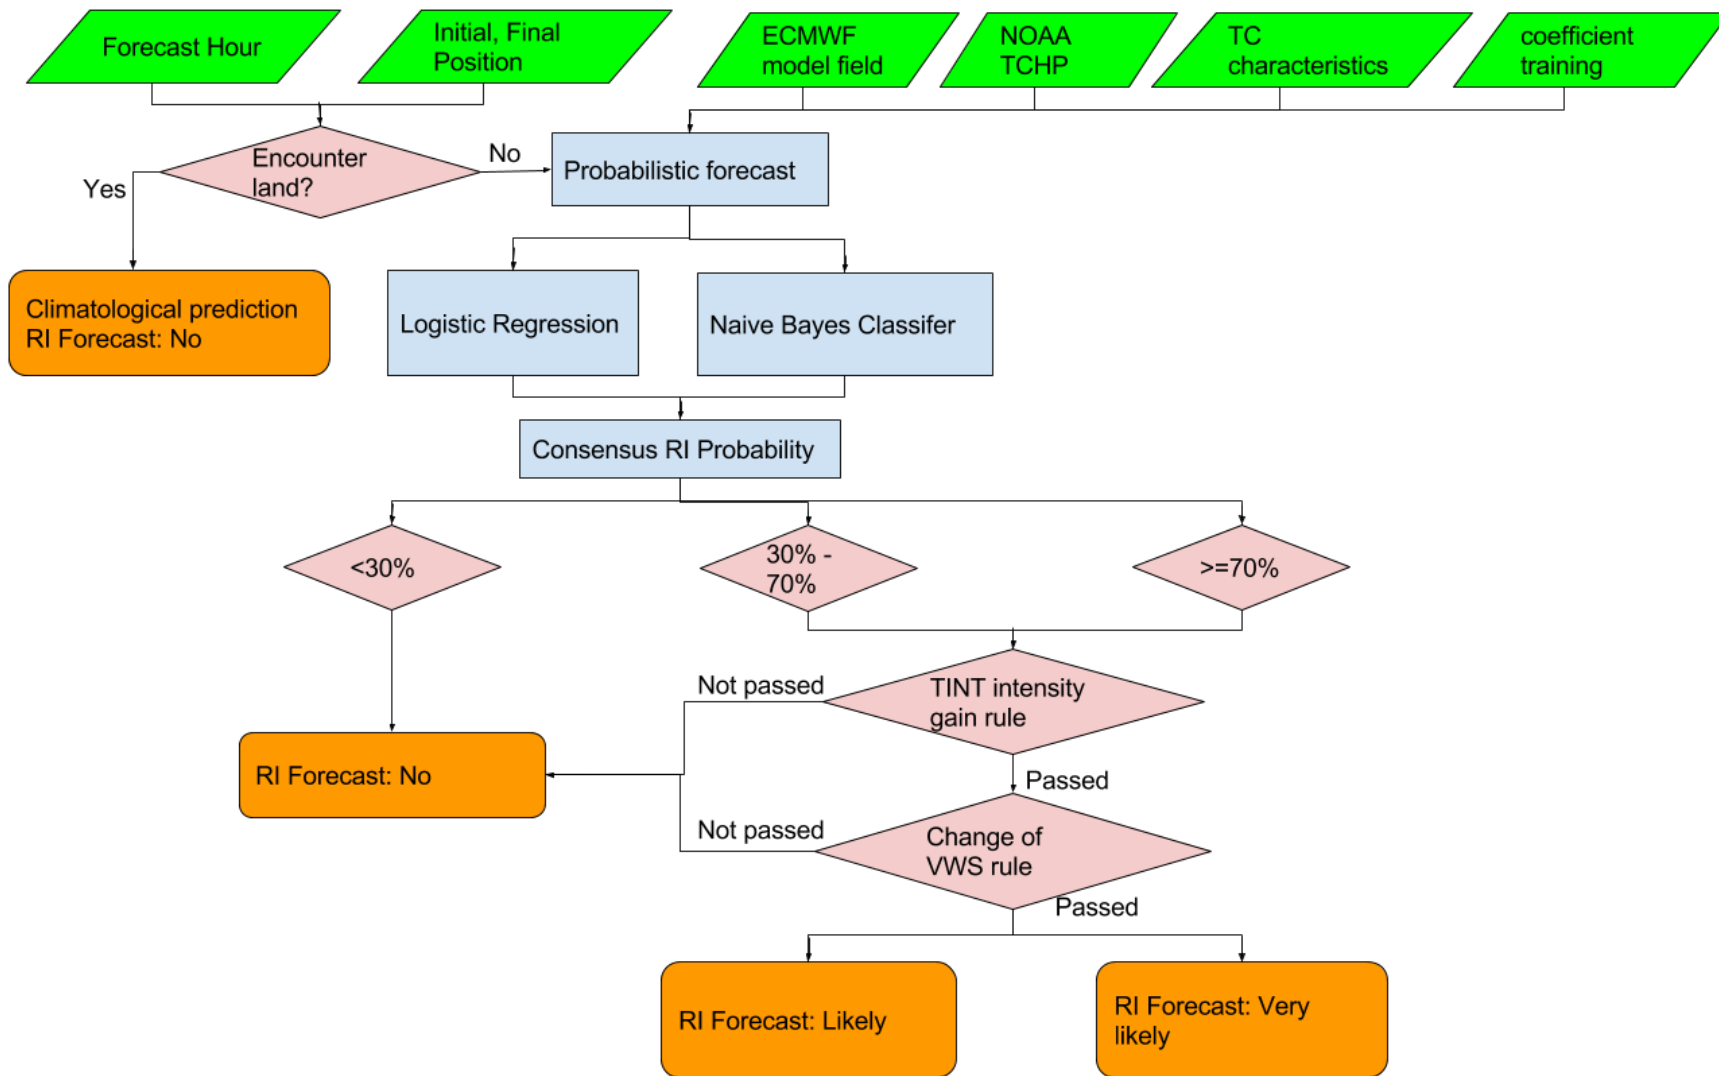 Forecast Hour
Initial, Final
Position
ECMWF
model field
NOAA
TCHP
TC
characteristics
coefficient
training
Encounter
land?
No
Yes
Probabilistic forecast
Climatological prediction
RI Forecast: No
Logistic Regression
Naive Bayes Classifer
Consensus RI Probability
<30%
30% -
70%
>=70%
Not passed
TINT intensity
gain rule
RI Forecast: No
Passed
Not passed
Change of
VWS rule
Passed
RI Forecast: Likely
RI Forecast: Very
likely